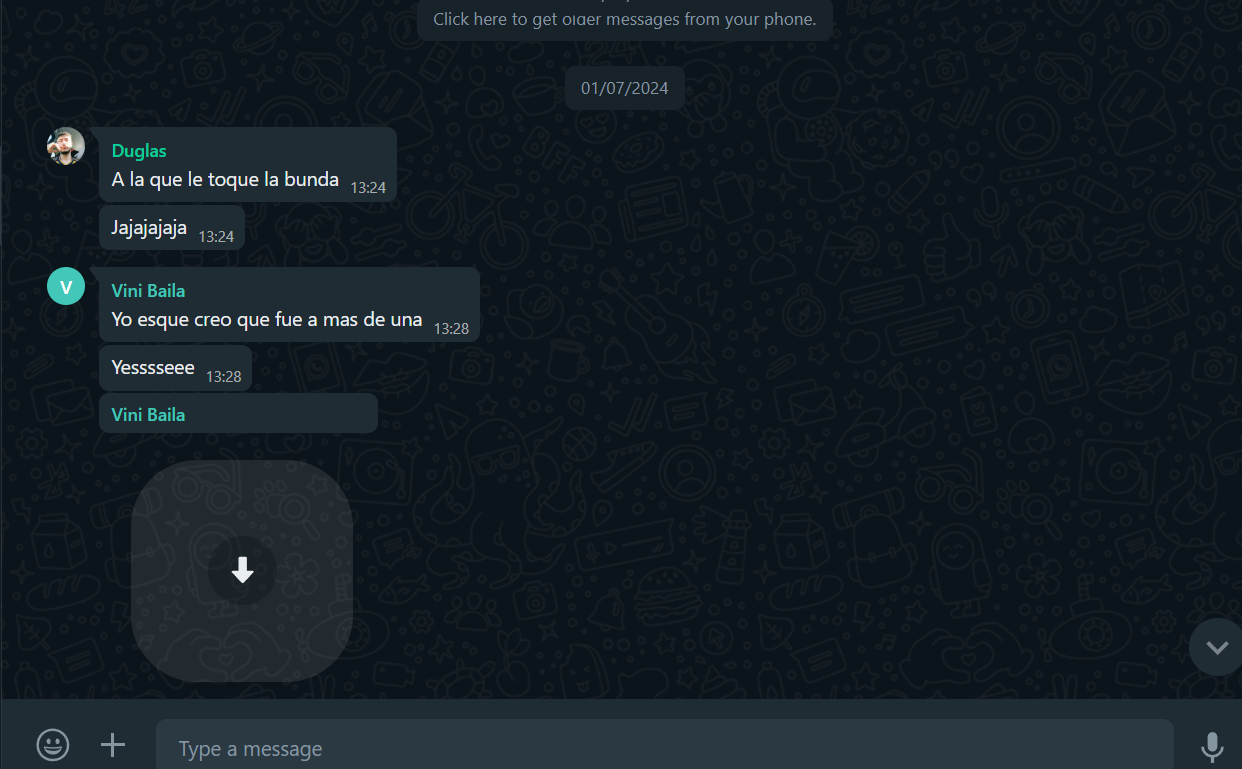 Click here to get older messages from your phone.
01/07/2024
Duglas
A la que le toque la bunda 13:24
Jajajajaja 13:24
V
Vini Baila
Yo esque creo que fue a mas de una 13:28
Yesssseee 13:28
Vini Baila
Type a message